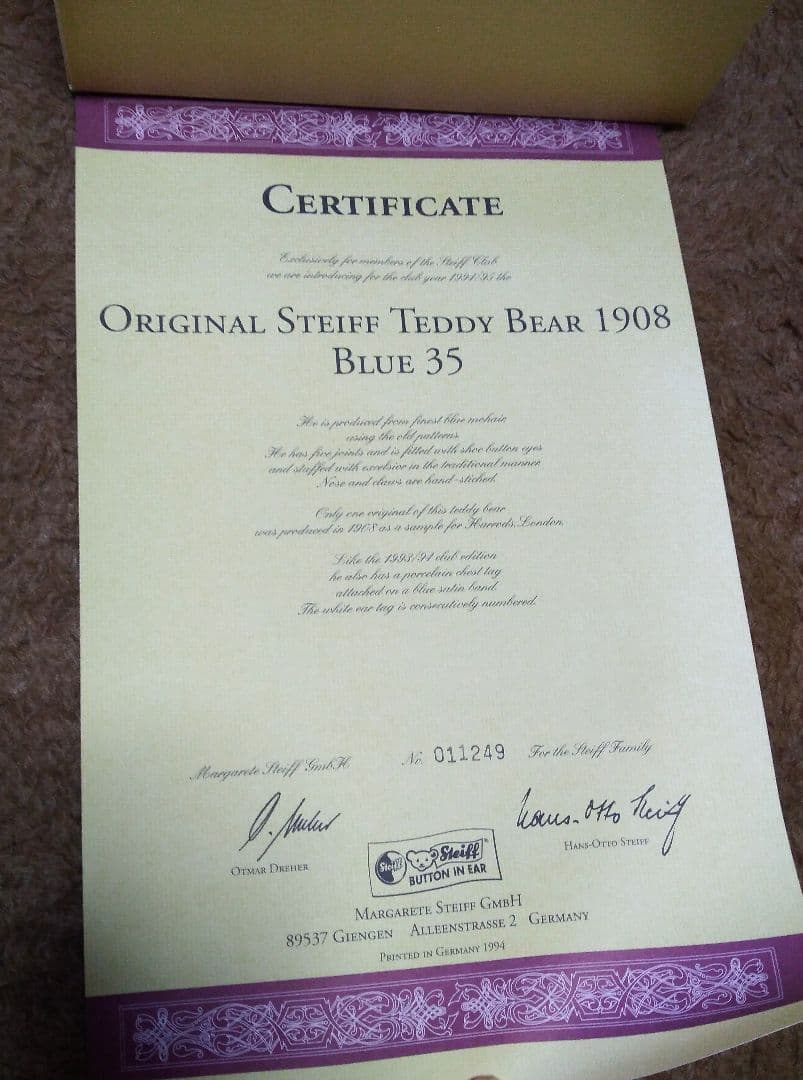 CERTIFICATE
Exclusively for members of the Steiff Club
we are introducing for the club year 1994/95 the
ORIGINAL STEIFF TEDDY BEAR 1908
BLUE 35
He is produced from finest blue mohair
using the old patterns.
He has five joints and is fitted with shoe button eyes
and stuffed with excelsior in the traditional manner.
Nose and claws are hand-stiched.
Only one original of this teddy bear
was produced in 1908 as a sample for Harrods, London.
Like the 1993/94 club edition
he also has a porcelain chest tag
attached on a blue satin band.
The white ear tag is consecutively numbered.
Margarete Steiff GmbH
No. 011249
For the Steiff Family
O. Dreher
Hans-Otto Steiff
OTMAR DREHER
HANS-OTTO STEIFF
Steiff
Steiff
BUTTON IN EAR
MARGARETE STEIFF GMBH
89537 GIENGEN ALLEENSTRASSE 2 GERMANY
PRINTED IN GERMANY 1994